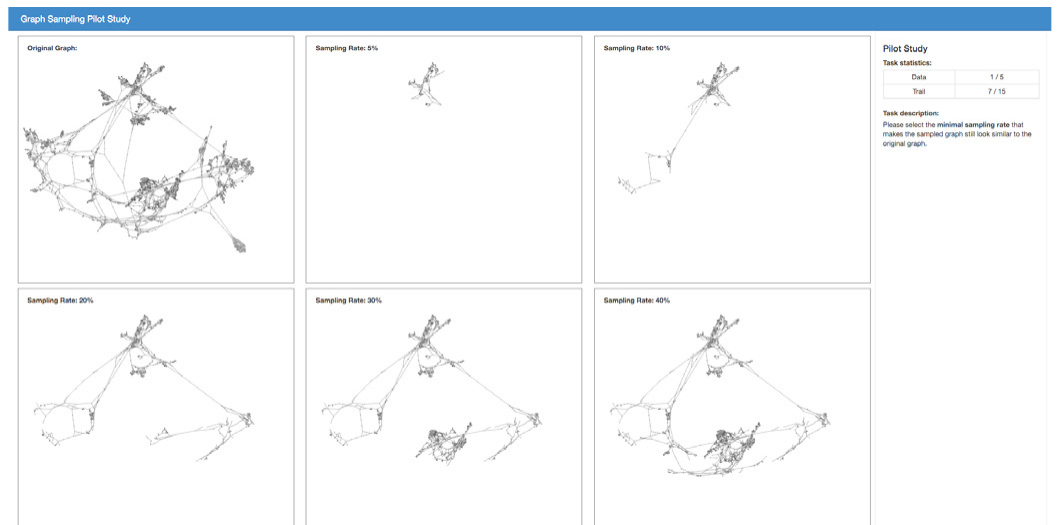 Graph Sampling Pilot Study
Original Graph:
Sampling Rate: 5%
Sampling Rate: 10%
Pilot Study
Task statistics:
Data 1 / 5
Trail 7 / 15
Task description:
Please select the minimal sampling rate that
makes the sampled graph still look similar to the
original graph.
Sampling Rate: 20%
Sampling Rate: 30%
Sampling Rate: 40%